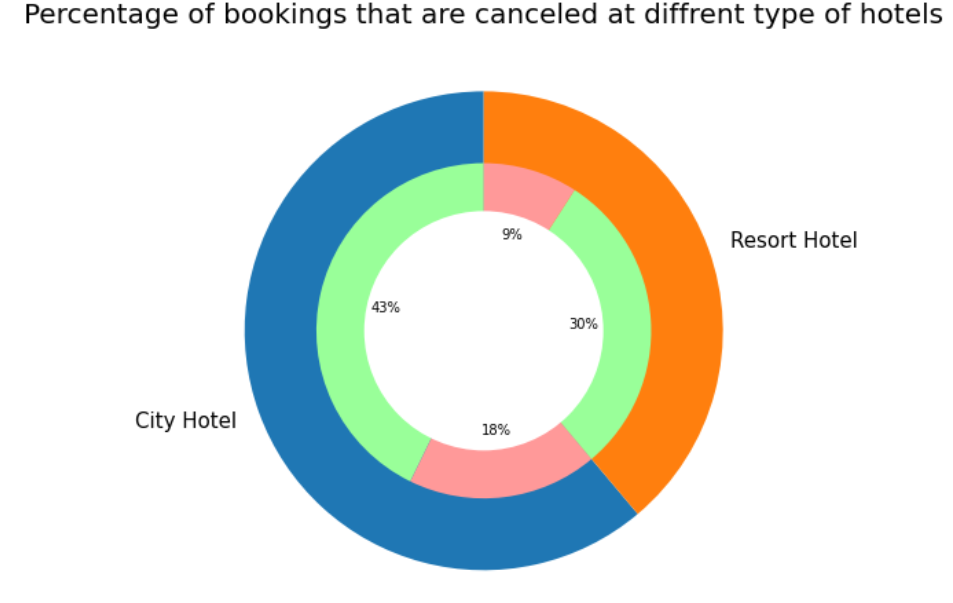 Percentage of bookings that are canceled at diffrent type of hotels
9%
Resort Hotel
43%
30%
City Hotel
18%